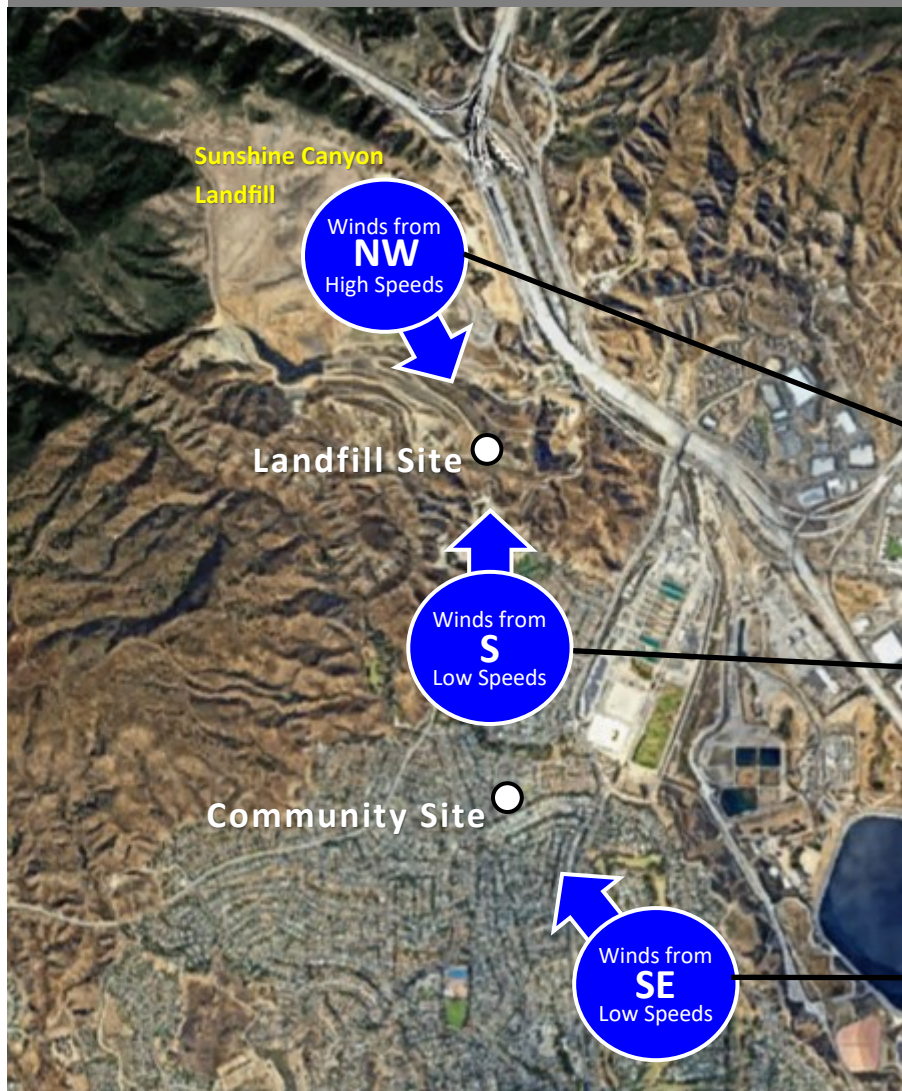 Sunshine Canyon
Landfill
Winds from
NW
High Speeds
Landfill Site
Winds from
S
Low Speeds
Community Site
Winds from
SE
Low Speeds